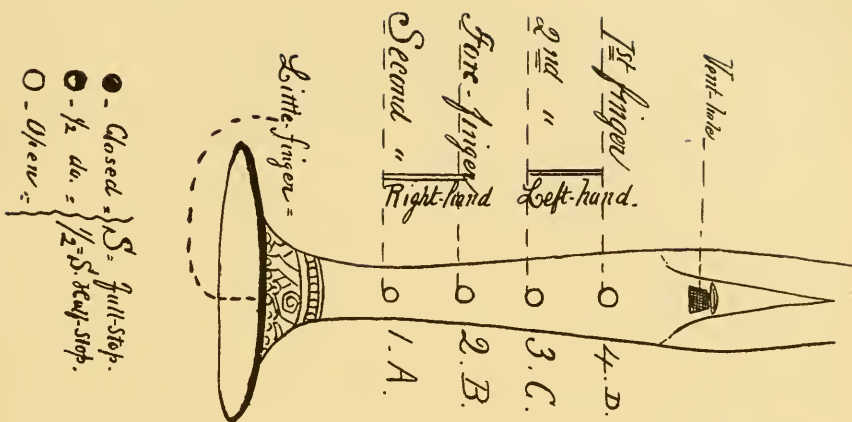 Vent-hole
1st finger
2nd "
Fore-finger
Second "
Little-finger =
Left-hand.
Right-hand
4. D.
3. C.
2. B.
1. A.
- Closed = S = Full-Stop.
- ½ do. = ½ = S. Half-Stop.
- Open =